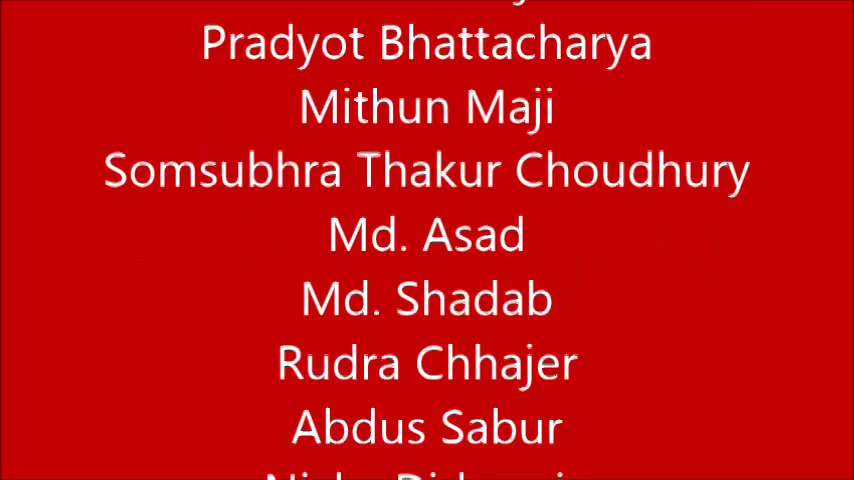 Pradyot Bhattacharya
Mithun Maji
Somsubhra Thakur Choudhury
Md. Asad
Md. Shadab
Rudra Chhajer
Abdus Sabur